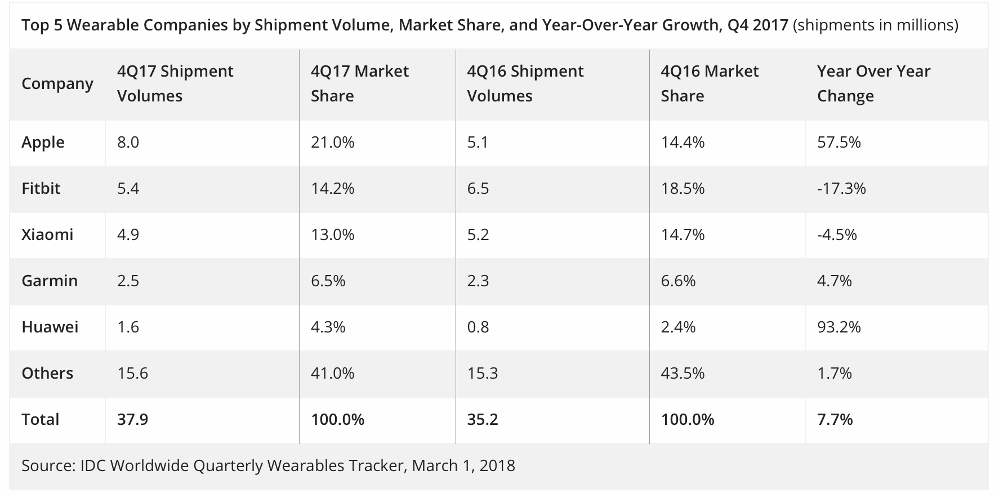 Top 5 Wearable Companies by Shipment Volume, Market Share, and Year-Over-Year Growth, Q4 2017 (shipments in millions)
Company 4Q17 Shipment Volumes 4Q17 Market Share 4Q16 Shipment Volumes 4Q16 Market Share Year Over Year Change
Apple 8.0 21.0% 5.1 14.4% 57.5%
Fitbit 5.4 14.2% 6.5 18.5% -17.3%
Xiaomi 4.9 13.0% 5.2 14.7% -4.5%
Garmin 2.5 6.5% 2.3 6.6% 4.7%
Huawei 1.6 4.3% 0.8 2.4% 93.2%
Others 15.6 41.0% 15.3 43.5% 1.7%
Total 37.9 100.0% 35.2 100.0% 7.7%
Source: IDC Worldwide Quarterly Wearables Tracker, March 1, 2018